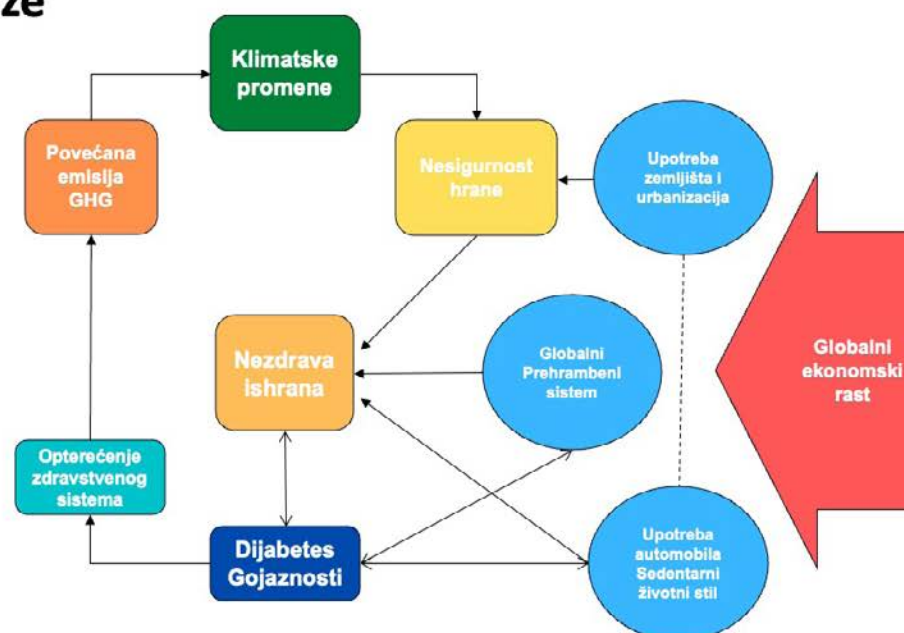 ze
Klimatske
promene
Povećana
emisija
GHG
Nesigurnost
hrane
Upotreba
zemljišta i
urbanizacija
Nezdrava
ishrana
Globalni
Prehrambeni
sistem
Globalni
ekonomski
rast
Opterećenje
zdravstvenog
sistema
Dijabetes
Gojaznosti
Upotreba
automobila
Sedentarni
životni stil